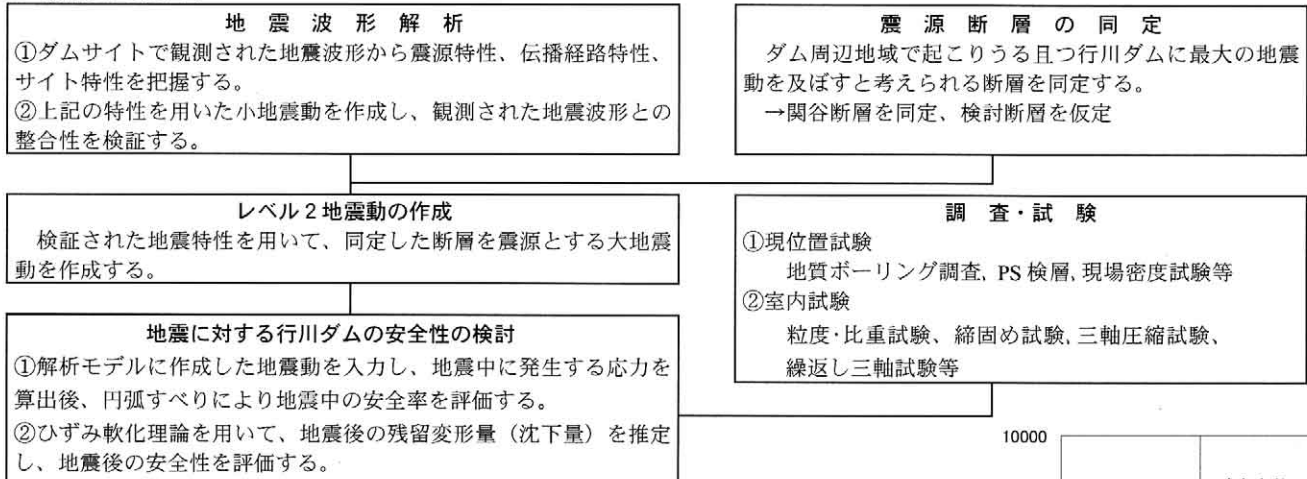 地震波形解析
①ダムサイトで観測された地震波形から震源特性、伝播経路特性、
サイト特性を把握する。
②上記の特性を用いた小地震動を作成し、観測された地震波形との
整合性を検証する。
震源断層の同定
ダム周辺地域で起こりうる且つ行川ダムに最大の地震
動を及ぼすと考えられる断層を同定する。
→関谷断層を同定、検討断層を仮定
レベル2地震動の作成
検証された地震特性を用いて、同定した断層を震源とする大地震
動を作成する。
調査・試験
①現位置試験
地質ボーリング調査, PS検層, 現場密度試験等
②室内試験
粒度・比重試験、締固め試験, 三軸圧縮試験、
繰返し三軸試験等
地震に対する行川ダムの安全性の検討
①解析モデルに作成した地震動を入力し、地震中に発生する応力を
算出後、円弧すべりにより地震中の安全率を評価する。
②ひずみ軟化理論を用いて、地震後の残留変形量（沈下量）を推定
し、地震後の安全性を評価する。
10000